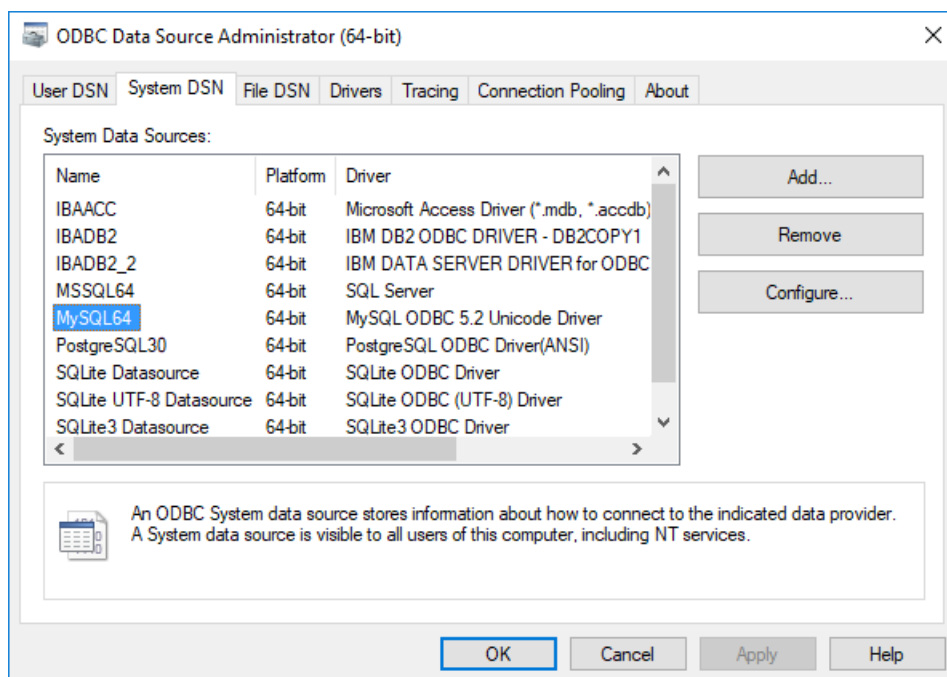 ODBC Data Source Administrator (64-bit)
User DSN System DSN File DSN Drivers Tracing Connection Pooling About
System Data Sources:
Name Platform Driver
IBAACC 64-bit Microsoft Access Driver (*.mdb, *.accdb)
IBADB2 64-bit IBM DB2 ODBC DRIVER - DB2COPY1
IBADB2_2 64-bit IBM DATA SERVER DRIVER for ODBC
MSSQL64 64-bit SQL Server
MySQL64 64-bit MySQL ODBC 5.2 Unicode Driver
PostgreSQL30 64-bit PostgreSQL ODBC Driver(ANSI)
SQLite Datasource 64-bit SQLite ODBC Driver
SQLite UTF-8 Datasource 64-bit SQLite ODBC (UTF-8) Driver
SQLite3 Datasource 64-bit SQLite3 ODBC Driver
Add...
Remove
Configure...
An ODBC System data source stores information about how to connect to the indicated data provider.
A System data source is visible to all users of this computer, including NT services.
OK Cancel Apply Help